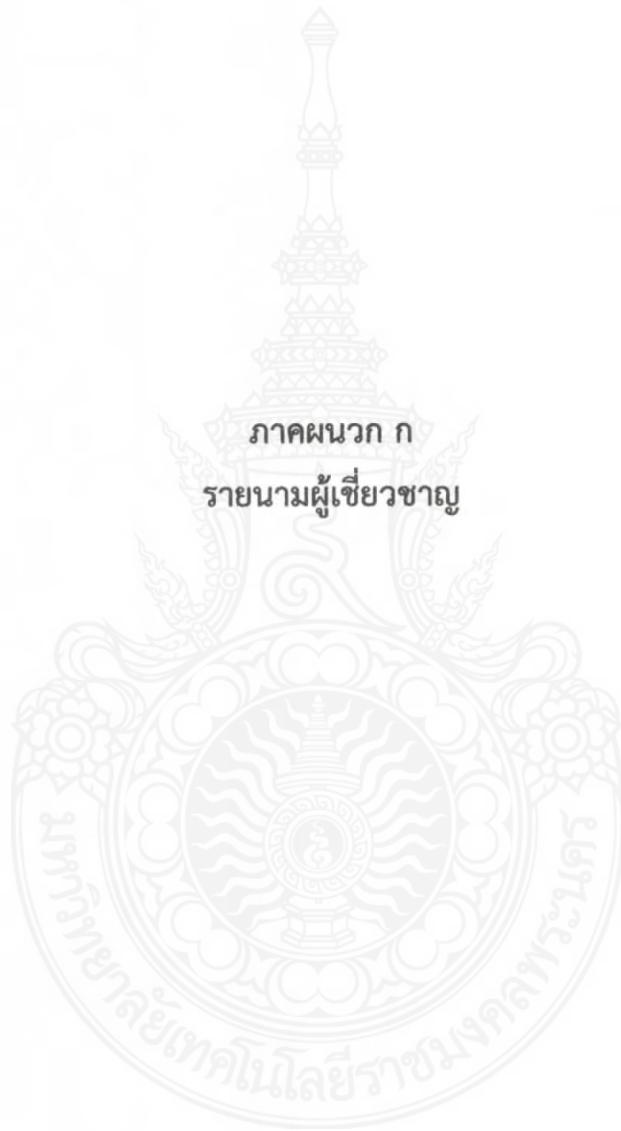 ภาคผนวก ก
รายนามผู้เชี่ยวชาญ
มหาวิทยาลัยเทคโนโลยีราชมงคลพระนคร